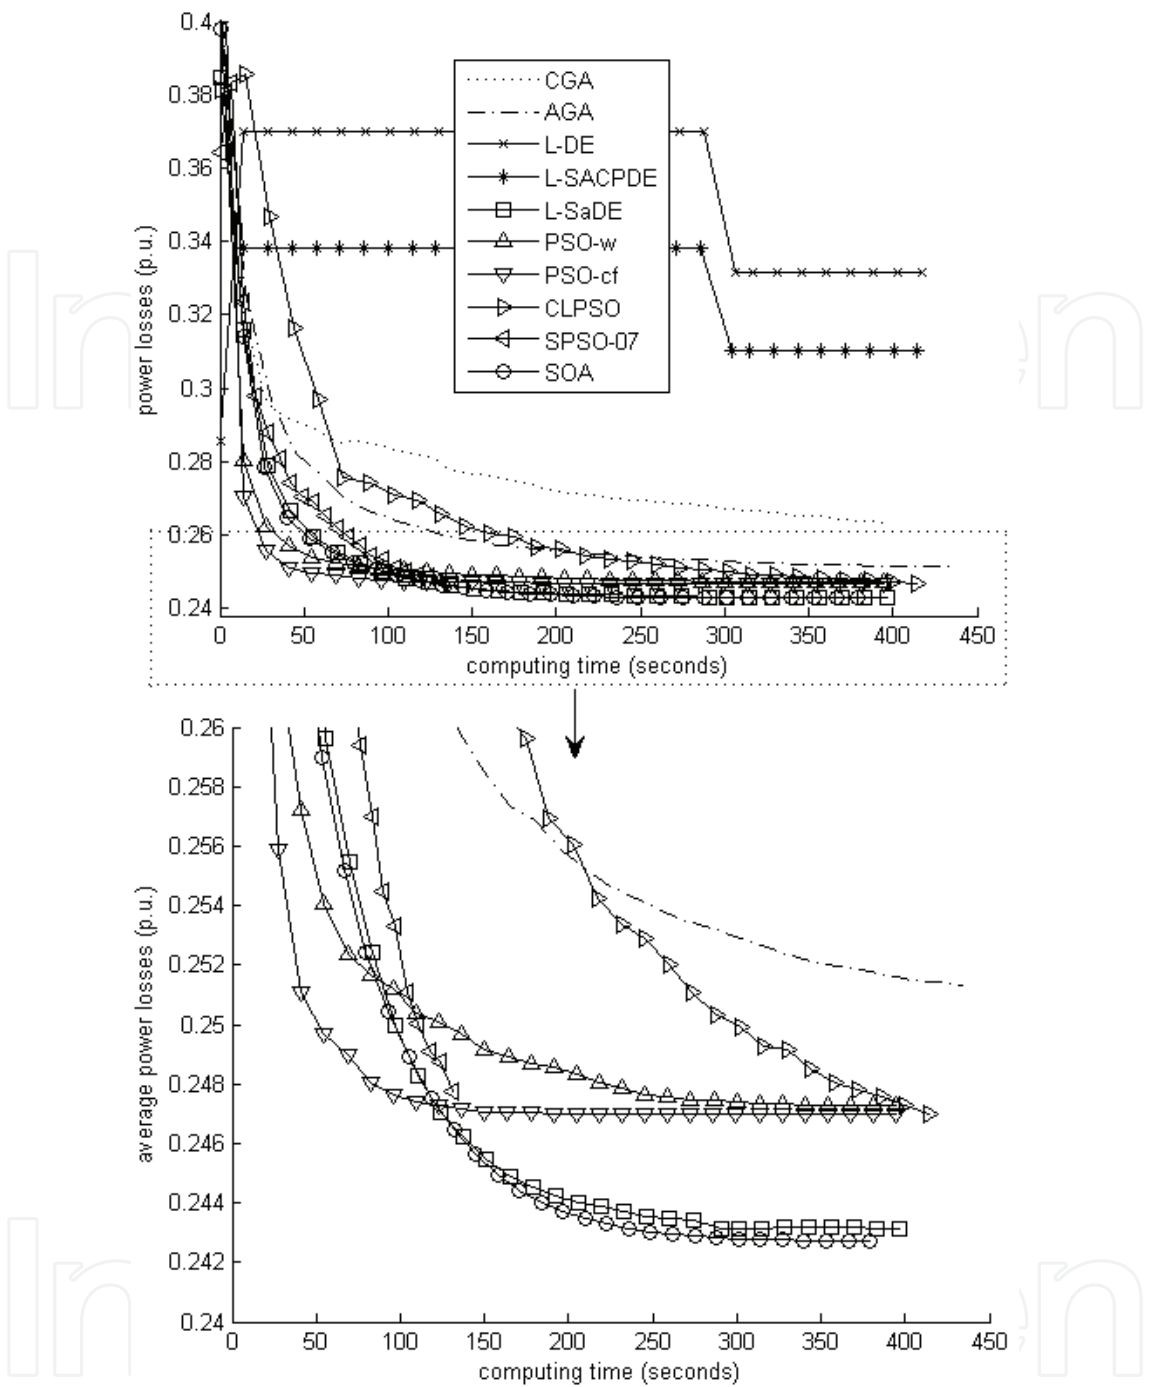 power losses (p.u.)
0.4
0.38
0.36
0.34
0.32
0.3
0.28
0.26
0.24
CGA
AGA
L-DE
L-SACPDE
L-SaDE
PSO-w
PSO-cf
CLPSO
SPSO-07
SOA
0 50 100 150 200 250 300 350 400 450
computing time (seconds)
average power losses (p.u.)
0.26
0.258
0.256
0.254
0.252
0.25
0.248
0.246
0.244
0.242
0.24
0 50 100 150 200 250 300 350 400 450
computing time (seconds)